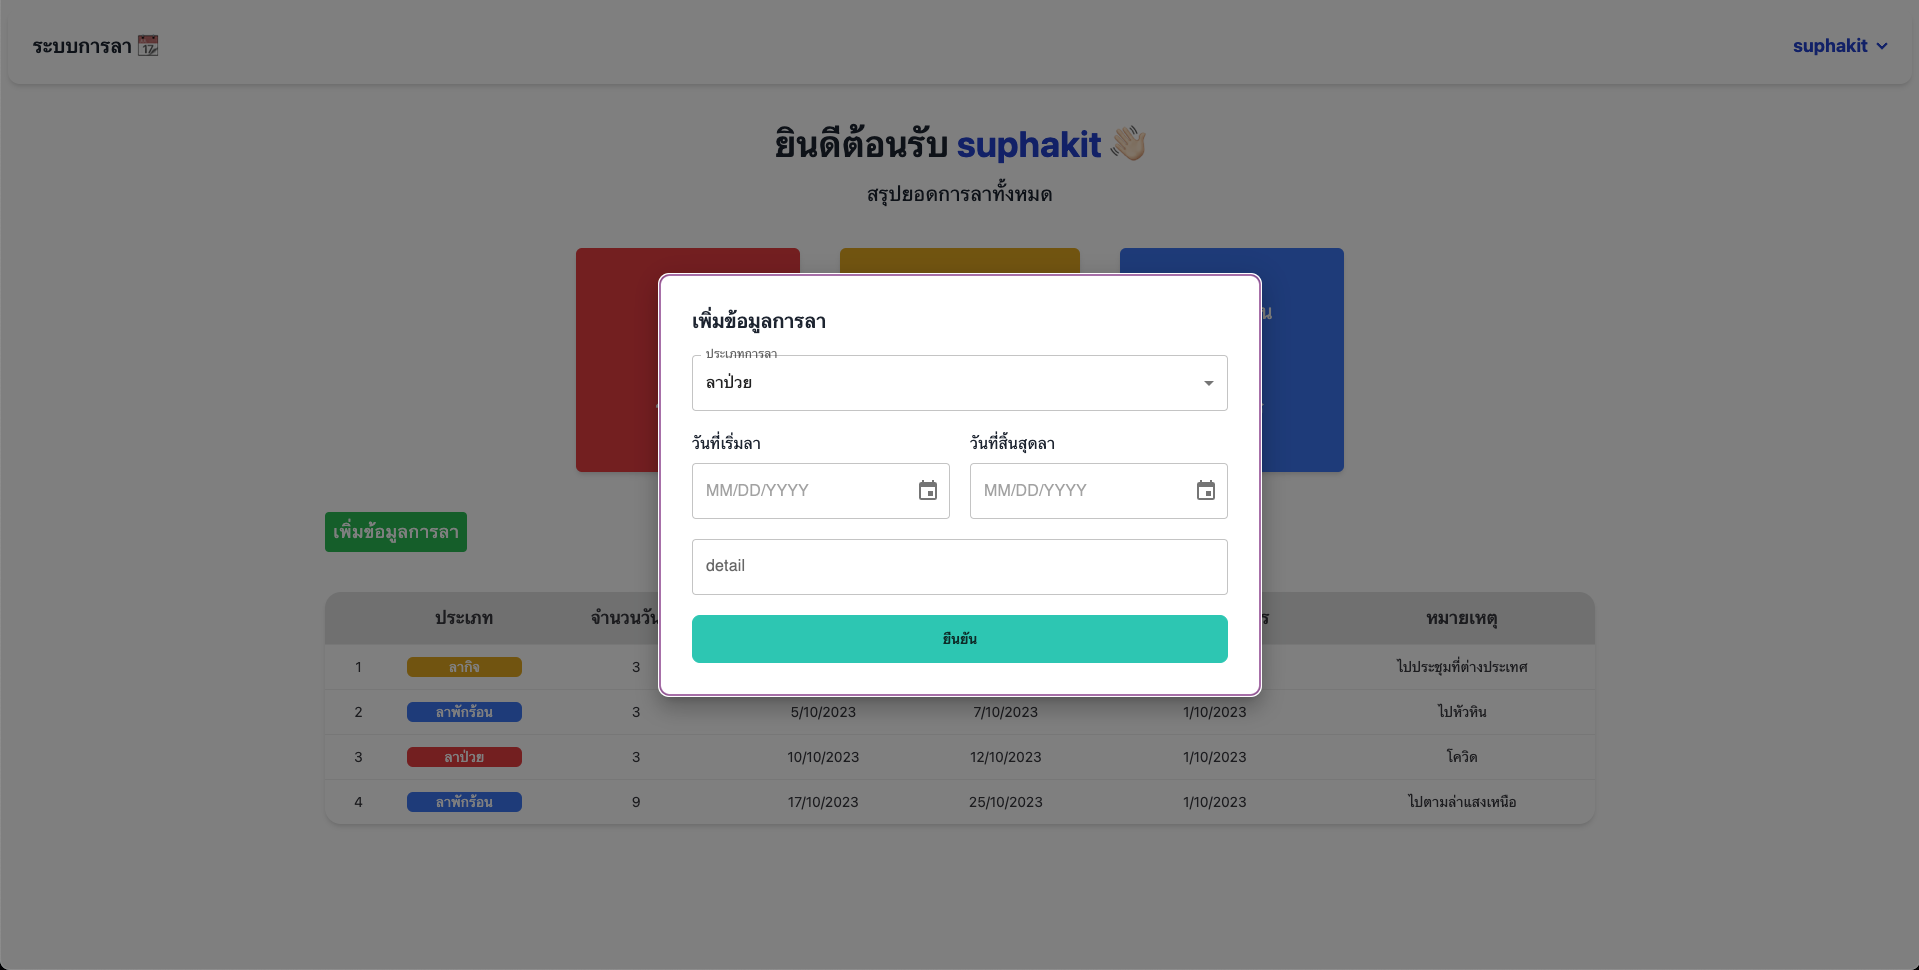 ระบบการลา
17
suphakit
ยินดีต้อนรับ suphakit
สรุปยอดการลาทั้งหมด
เพิ่มข้อมูลการลา
ประเภทการลา
ลาป่วย
วันที่เริ่มลา วันที่สิ้นสุดลา
MM/DD/YYYY MM/DD/YYYY
detail
ยืนยัน
เพิ่มข้อมูลการลา
ประเภท จำนวนวัน หมายเหตุ
1 ลากิจ 3 ไปประชุมที่ต่างประเทศ
2 ลาพักร้อน 3 5/10/2023 7/10/2023 1/10/2023 ไปหัวหิน
3 ลาป่วย 3 10/10/2023 12/10/2023 1/10/2023 โควิด
4 ลาพักร้อน 9 17/10/2023 25/10/2023 1/10/2023 ไปตามล่าแสงเหนือ